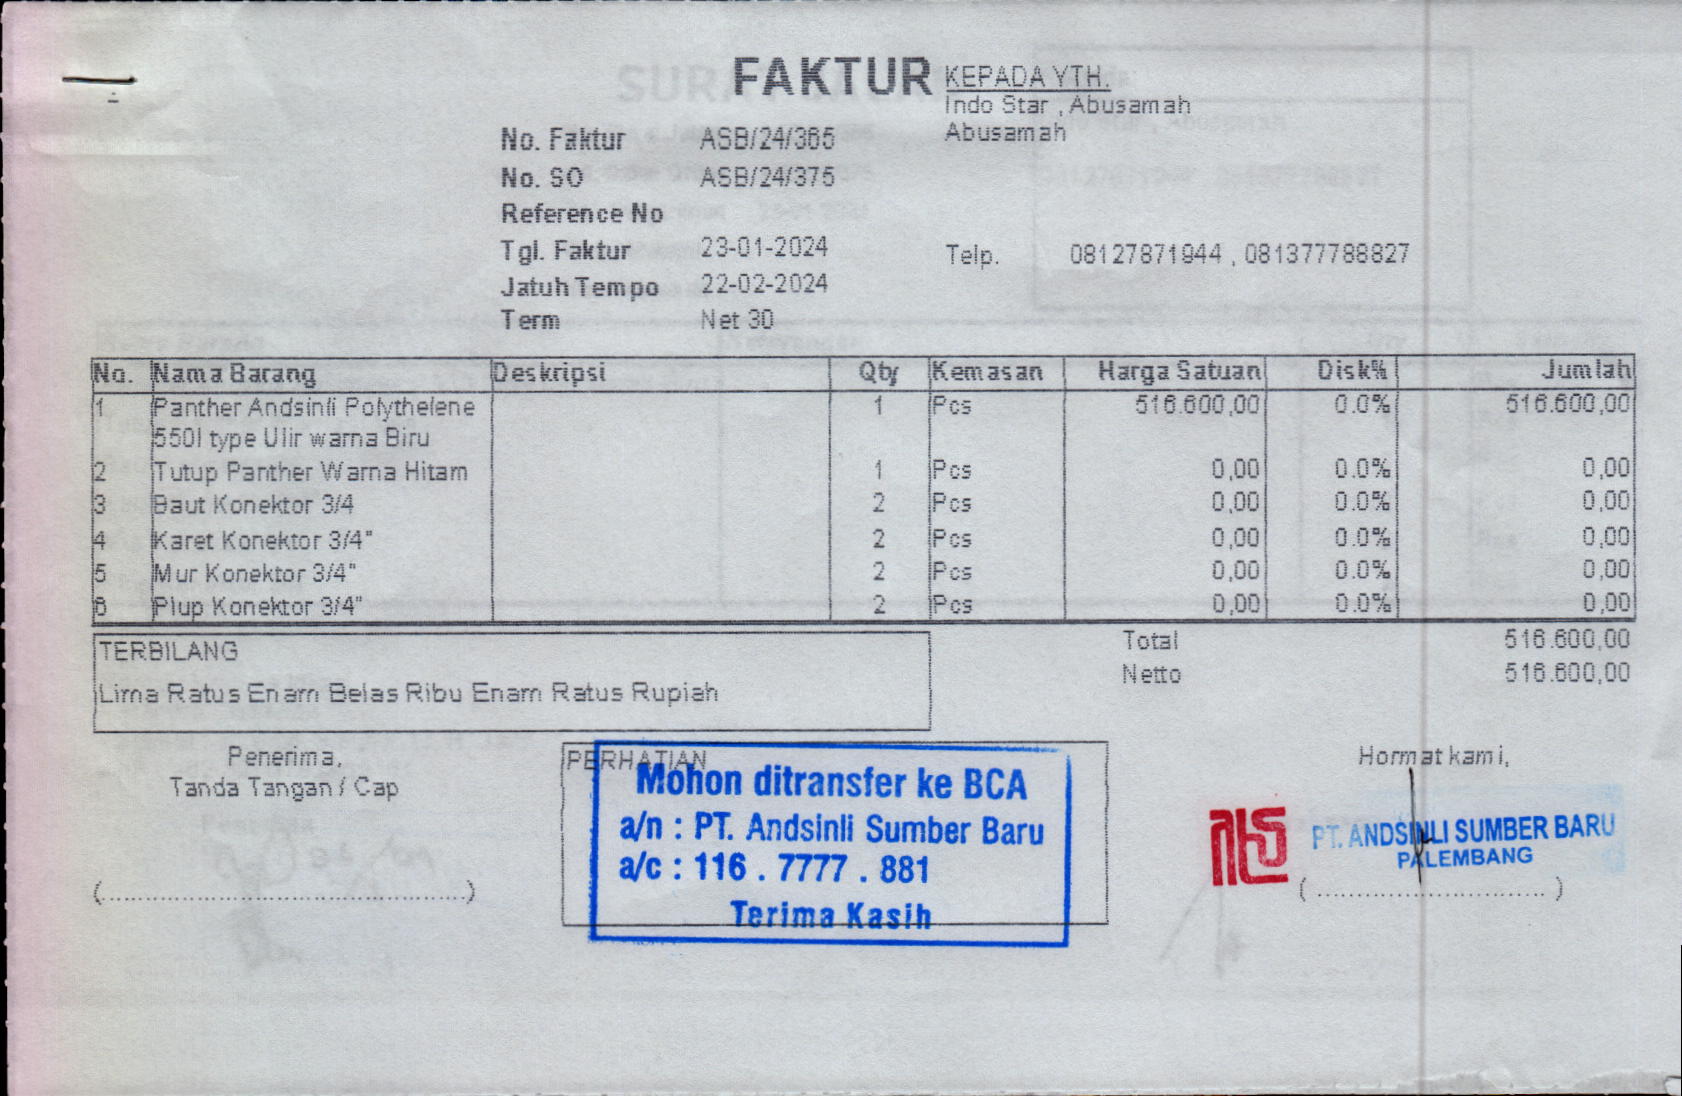 FAKTUR
KEPADA YTH.
Indo Star , Abusamah
Abusamah
No. Faktur ASB/24/365
No. SO ASB/24/375
Reference No
Tgl. Faktur 23-01-2024
Telp. 08127871944 , 081377788827
Jatuh Tempo 22-02-2024
Term Net 30
No. Nama Barang Deskripsi Qty Kemasan Harga Satuan Disk% Jumlah
1 Panther Andsinli Polythelene 1 Pcs 516.600,00 0.0% 516.600,00
550l type Ulir warna Biru
2 Tutup Panther Warna Hitam 1 Pcs 0,00 0.0% 0,00
3 Baut Konektor 3/4 2 Pcs 0,00 0.0% 0,00
4 Karet Konektor 3/4" 2 Pcs 0,00 0.0% 0,00
5 Mur Konektor 3/4" 2 Pcs 0,00 0.0% 0,00
6 Plup Konektor 3/4" 2 Pcs 0,00 0.0% 0,00
TERBILANG
Lima Ratus Enam Belas Ribu Enam Ratus Rupiah
Total 516.600,00
Netto 516.600,00
Penerima,
Tanda Tangan / Cap
(..............................................)
PERHATIAN
Mohon ditransfer ke BCA
a/n : PT. Andsinli Sumber Baru
a/c : 116 . 7777 . 881
Terima Kasih
Hormat kami,
PT. ANDSINLI SUMBER BARU
PALEMBANG
( ............................. )